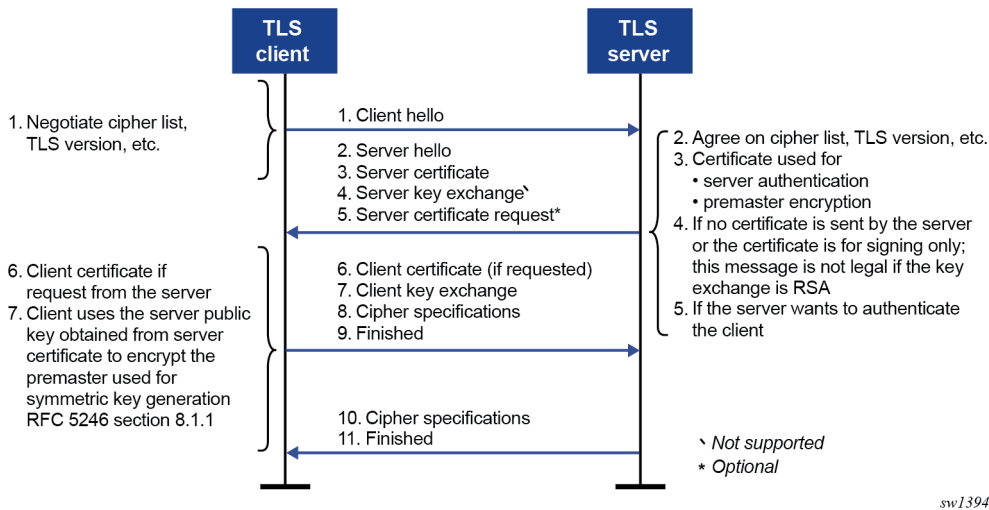 TLS
client
TLS
server
1. Negotiate cipher list,
TLS version, etc.
1. Client hello
2. Server hello
3. Server certificate
4. Server key exchange`
5. Server certificate request*
2. Agree on cipher list, TLS version, etc.
3. Certificate used for
• server authentication
• premaster encryption
4. If no certificate is sent by the server
or the certificate is for signing only;
this message is not legal if the key
exchange is RSA
5. If the server wants to authenticate
the client
6. Client certificate if
request from the server
7. Client uses the server public
key obtained from server
certificate to encrypt the
premaster used for
symmetric key generation
RFC 5246 section 8.1.1
6. Client certificate (if requested)
7. Client key exchange
8. Cipher specifications
9. Finished
10. Cipher specifications
11. Finished
` Not supported
* Optional
sw1394